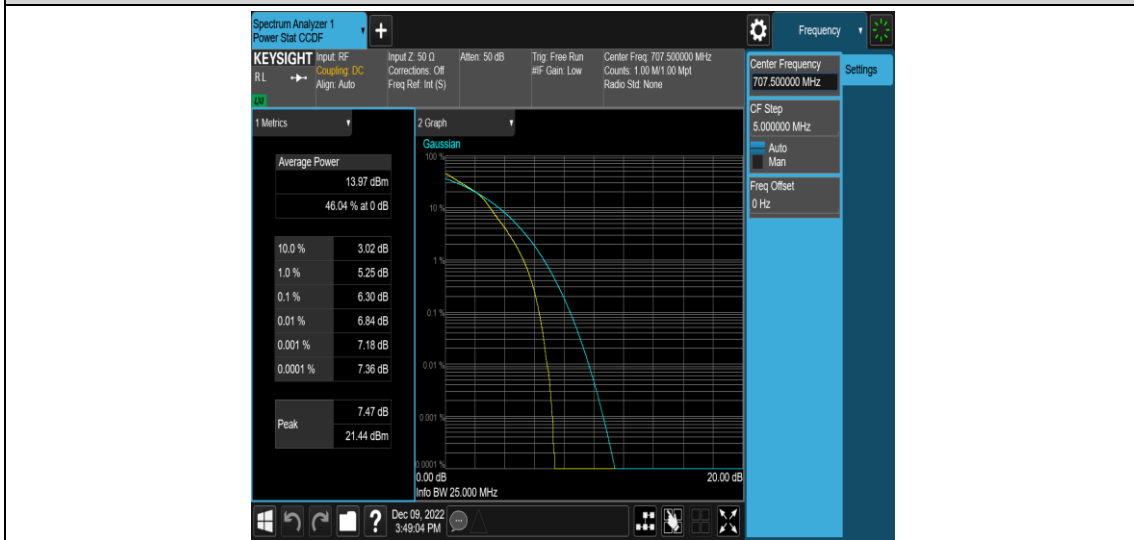 Spectrum Analyzer 1
Power Stat CCDF
Frequency
KEYSIGHT
RL
Input: RF
Coupling: DC
Align: Auto
Input Z: 50 Ω
Corrections: Off
Freq Ref: Int (S)
Atten: 50 dB
Trig: Free Run
#IF Gain: Low
Center Freq: 707.500000 MHz
Counts: 1.00 M/1.00 Mpt
Radio Std: None
Center Frequency
707.500000 MHz
Settings
CF Step
5.000000 MHz
Auto
Man
Freq Offset
0 Hz
1 Metrics
Average Power
13.97 dBm
46.04 % at 0 dB
10.0 % 3.02 dB
1.0 % 5.25 dB
0.1 % 6.30 dB
0.01 % 6.84 dB
0.001 % 7.18 dB
0.0001 % 7.36 dB
Peak 7.47 dB
21.44 dBm
2 Graph
Gaussian
100 %
10 %
1 %
0.1 %
0.01 %
0.001 %
0.0001 %
0.00 dB 20.00 dB
Info BW 25.000 MHz
?
Dec 09, 2022
3:49:04 PM